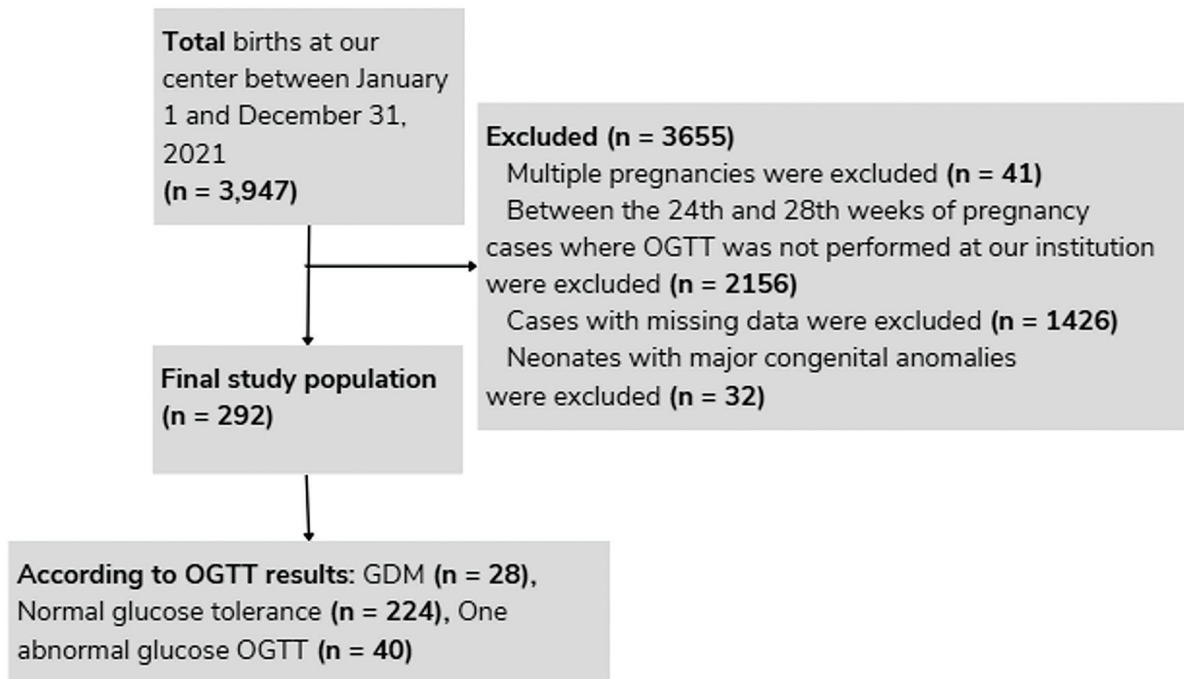 Total births at our
center between January
1 and December 31,
2021
(n = 3,947)
Excluded (n = 3655)
Multiple pregnancies were excluded (n = 41)
Between the 24th and 28th weeks of pregnancy
cases where OGTT was not performed at our institution
were excluded (n = 2156)
Cases with missing data were excluded (n = 1426)
Neonates with major congenital anomalies
were excluded (n = 32)
Final study population
(n = 292)
According to OGTT results: GDM (n = 28),
Normal glucose tolerance (n = 224), One
abnormal glucose OGTT (n = 40)